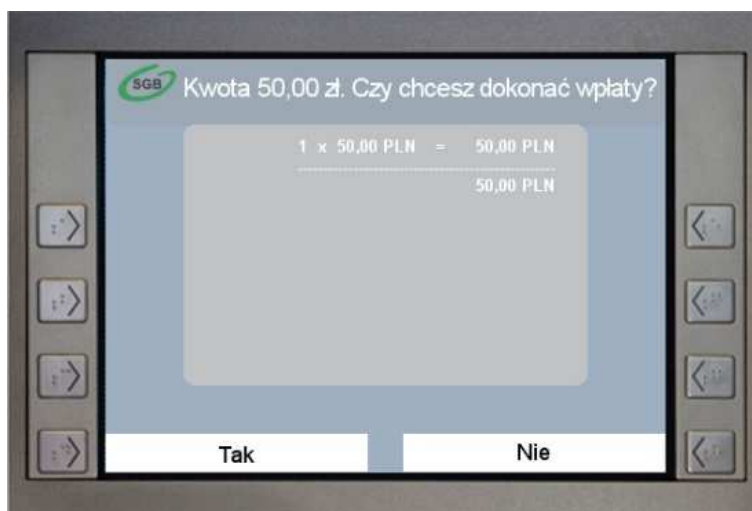 SGB
Kwota 50,00 zł. Czy chcesz dokonać wpłaty?
1 x 50,00 PLN = 50,00 PLN
50,00 PLN
Tak
Nie